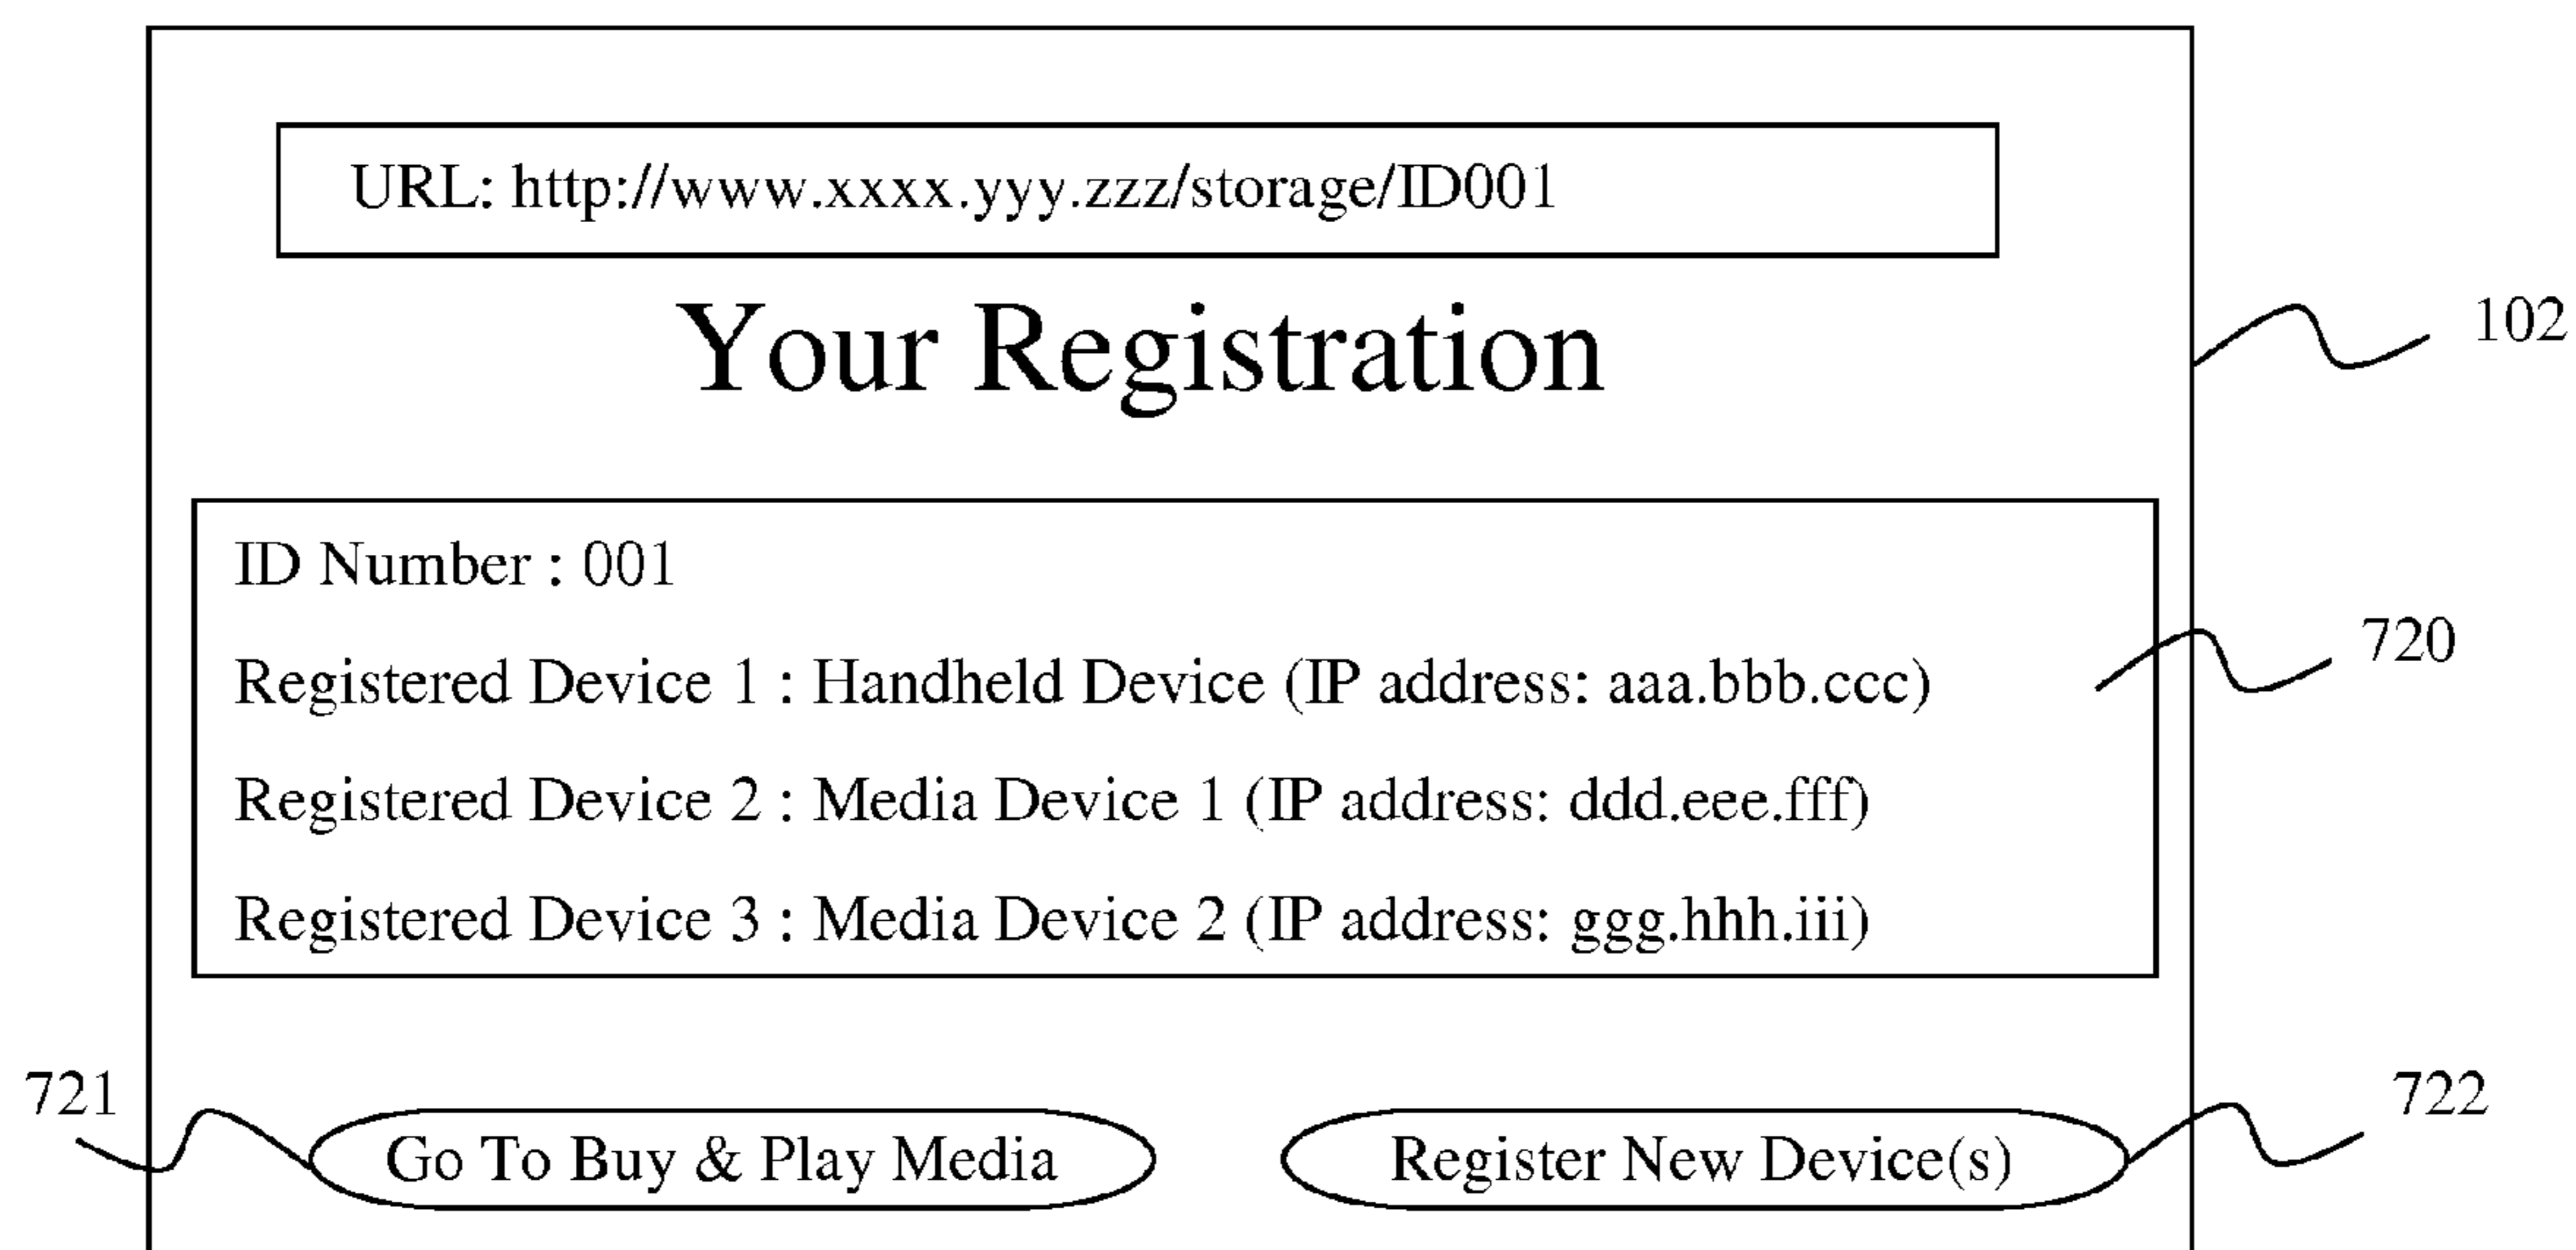 URL: http://www.xxxx.yyy.zzz/storage/ID001
Your Registration
102
ID Number : 001
720
Registered Device 1 : Handheld Device (IP address: aaa.bbb.ccc)
Registered Device 2 : Media Device 1 (IP address: ddd.eee.fff)
Registered Device 3 : Media Device 2 (IP address: ggg.hhh.iii)
721
722
Go To Buy & Play Media
Register New Device(s)